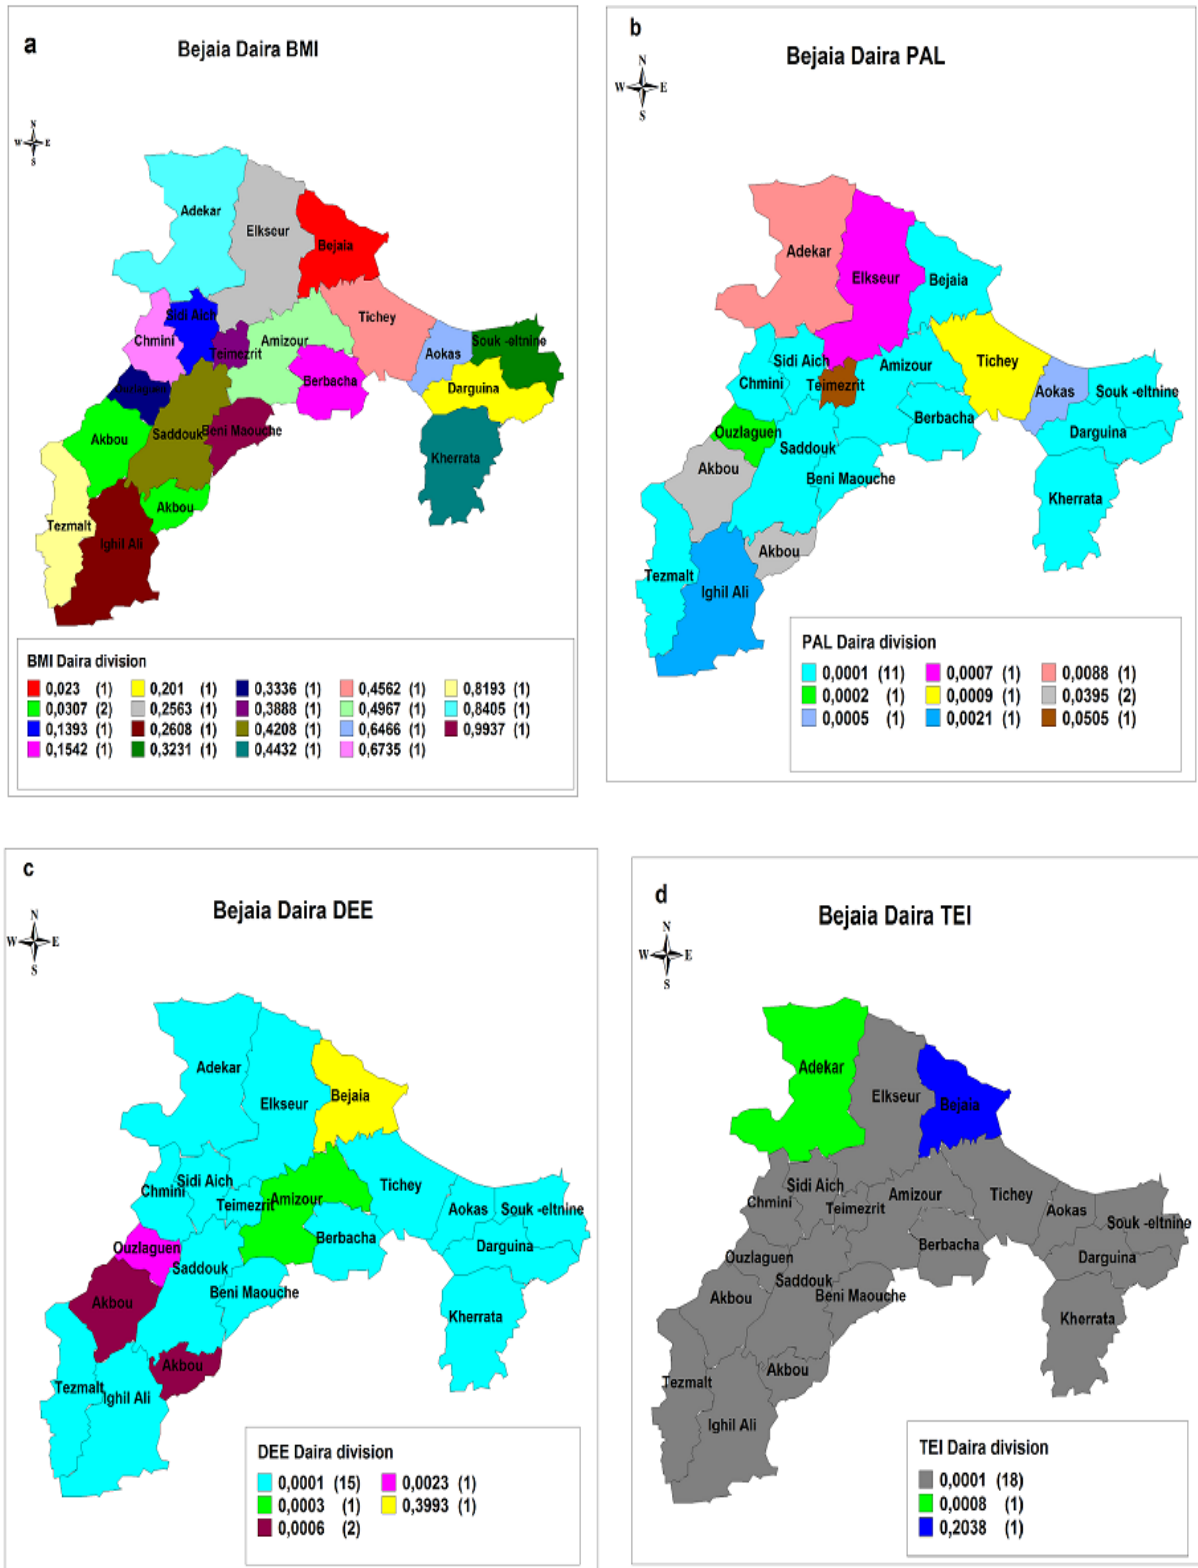 a
Bejaia Daira BMI
N
W E
S
Adekar
Elkseur
Bejaia
Sidi Aich
Chmini
Teimezrit
Amizour
Tichey
Aokas
Souk -eltnine
Berbacha
Darguina
Ouzlaguen
Akbou
Saddouk
Beni Maouche
Kherrata
Akbou
Tezmalt
Ighil Ali
BMI Daira division
0,023 (1) 0,201 (1) 0,3336 (1) 0,4562 (1) 0,8193 (1)
0,0307 (2) 0,2563 (1) 0,3888 (1) 0,4967 (1) 0,8405 (1)
0,1393 (1) 0,2608 (1) 0,4208 (1) 0,6466 (1) 0,9937 (1)
0,1542 (1) 0,3231 (1) 0,4432 (1) 0,6735 (1)
b
Bejaia Daira PAL
N
W E
S
Adekar
Elkseur
Bejaia
Sidi Aich
Amizour
Tichey
Chmini
Teimezrit
Aokas
Souk -eltnine
Berbacha
Ouzlaguen
Darguina
Saddouk
Akbou
Beni Maouche
Kherrata
Akbou
Tezmalt
Ighil Ali
PAL Daira division
0,0001 (11) 0,0007 (1) 0,0088 (1)
0,0002 (1) 0,0009 (1) 0,0395 (2)
0,0005 (1) 0,0021 (1) 0,0505 (1)
c
Bejaia Daira DEE
N
W E
S
Adekar
Elkseur
Bejaia
Sidi Aich
Chmini
Teimezrit
Amizour
Tichey
Aokas
Souk -eltnine
Berbacha
Ouzlaguen
Darguina
Saddouk
Beni Maouche
Akbou
Kherrata
Akbou
Tezmalt
Ighil Ali
DEE Daira division
0,0001 (15) 0,0023 (1)
0,0003 (1) 0,3993 (1)
0,0006 (2)
d
Bejaia Daira TEI
N
W E
S
Adekar
Elkseur
Bejaia
Sidi Aich
Chmini
Teimezrit
Amizour
Tichey
Aokas
Souk -eltnine
Berbacha
Ouzlaguen
Darguina
Saddouk
Akbou
Beni Maouche
Kherrata
Akbou
Tezmalt
Ighil Ali
TEI Daira division
0,0001 (18)
0,0008 (1)
0,2038 (1)